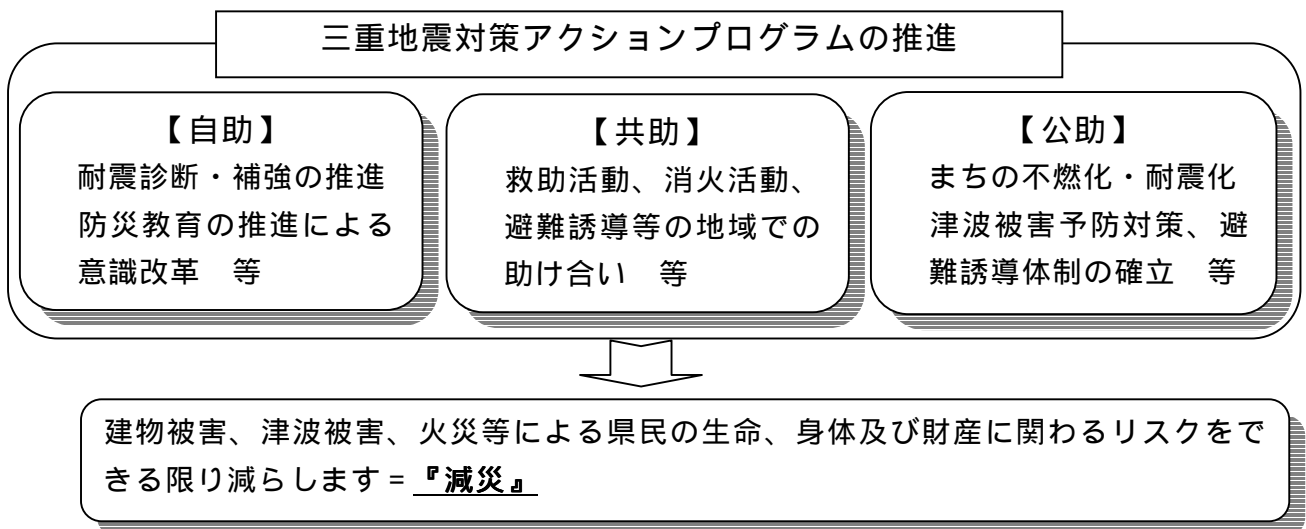 三重地震対策アクションプログラムの推進
【自助】
耐震診断・補強の推進
防災教育の推進による
意識改革　等
【共助】
救助活動、消火活動、
避難誘導等の地域での
助け合い　等
【公助】
まちの不燃化・耐震化
津波被害予防対策、避
難誘導体制の確立　等
建物被害、津波被害、火災等による県民の生命、身体及び財産に関わるリスクをで
きる限り減らします＝『減災』